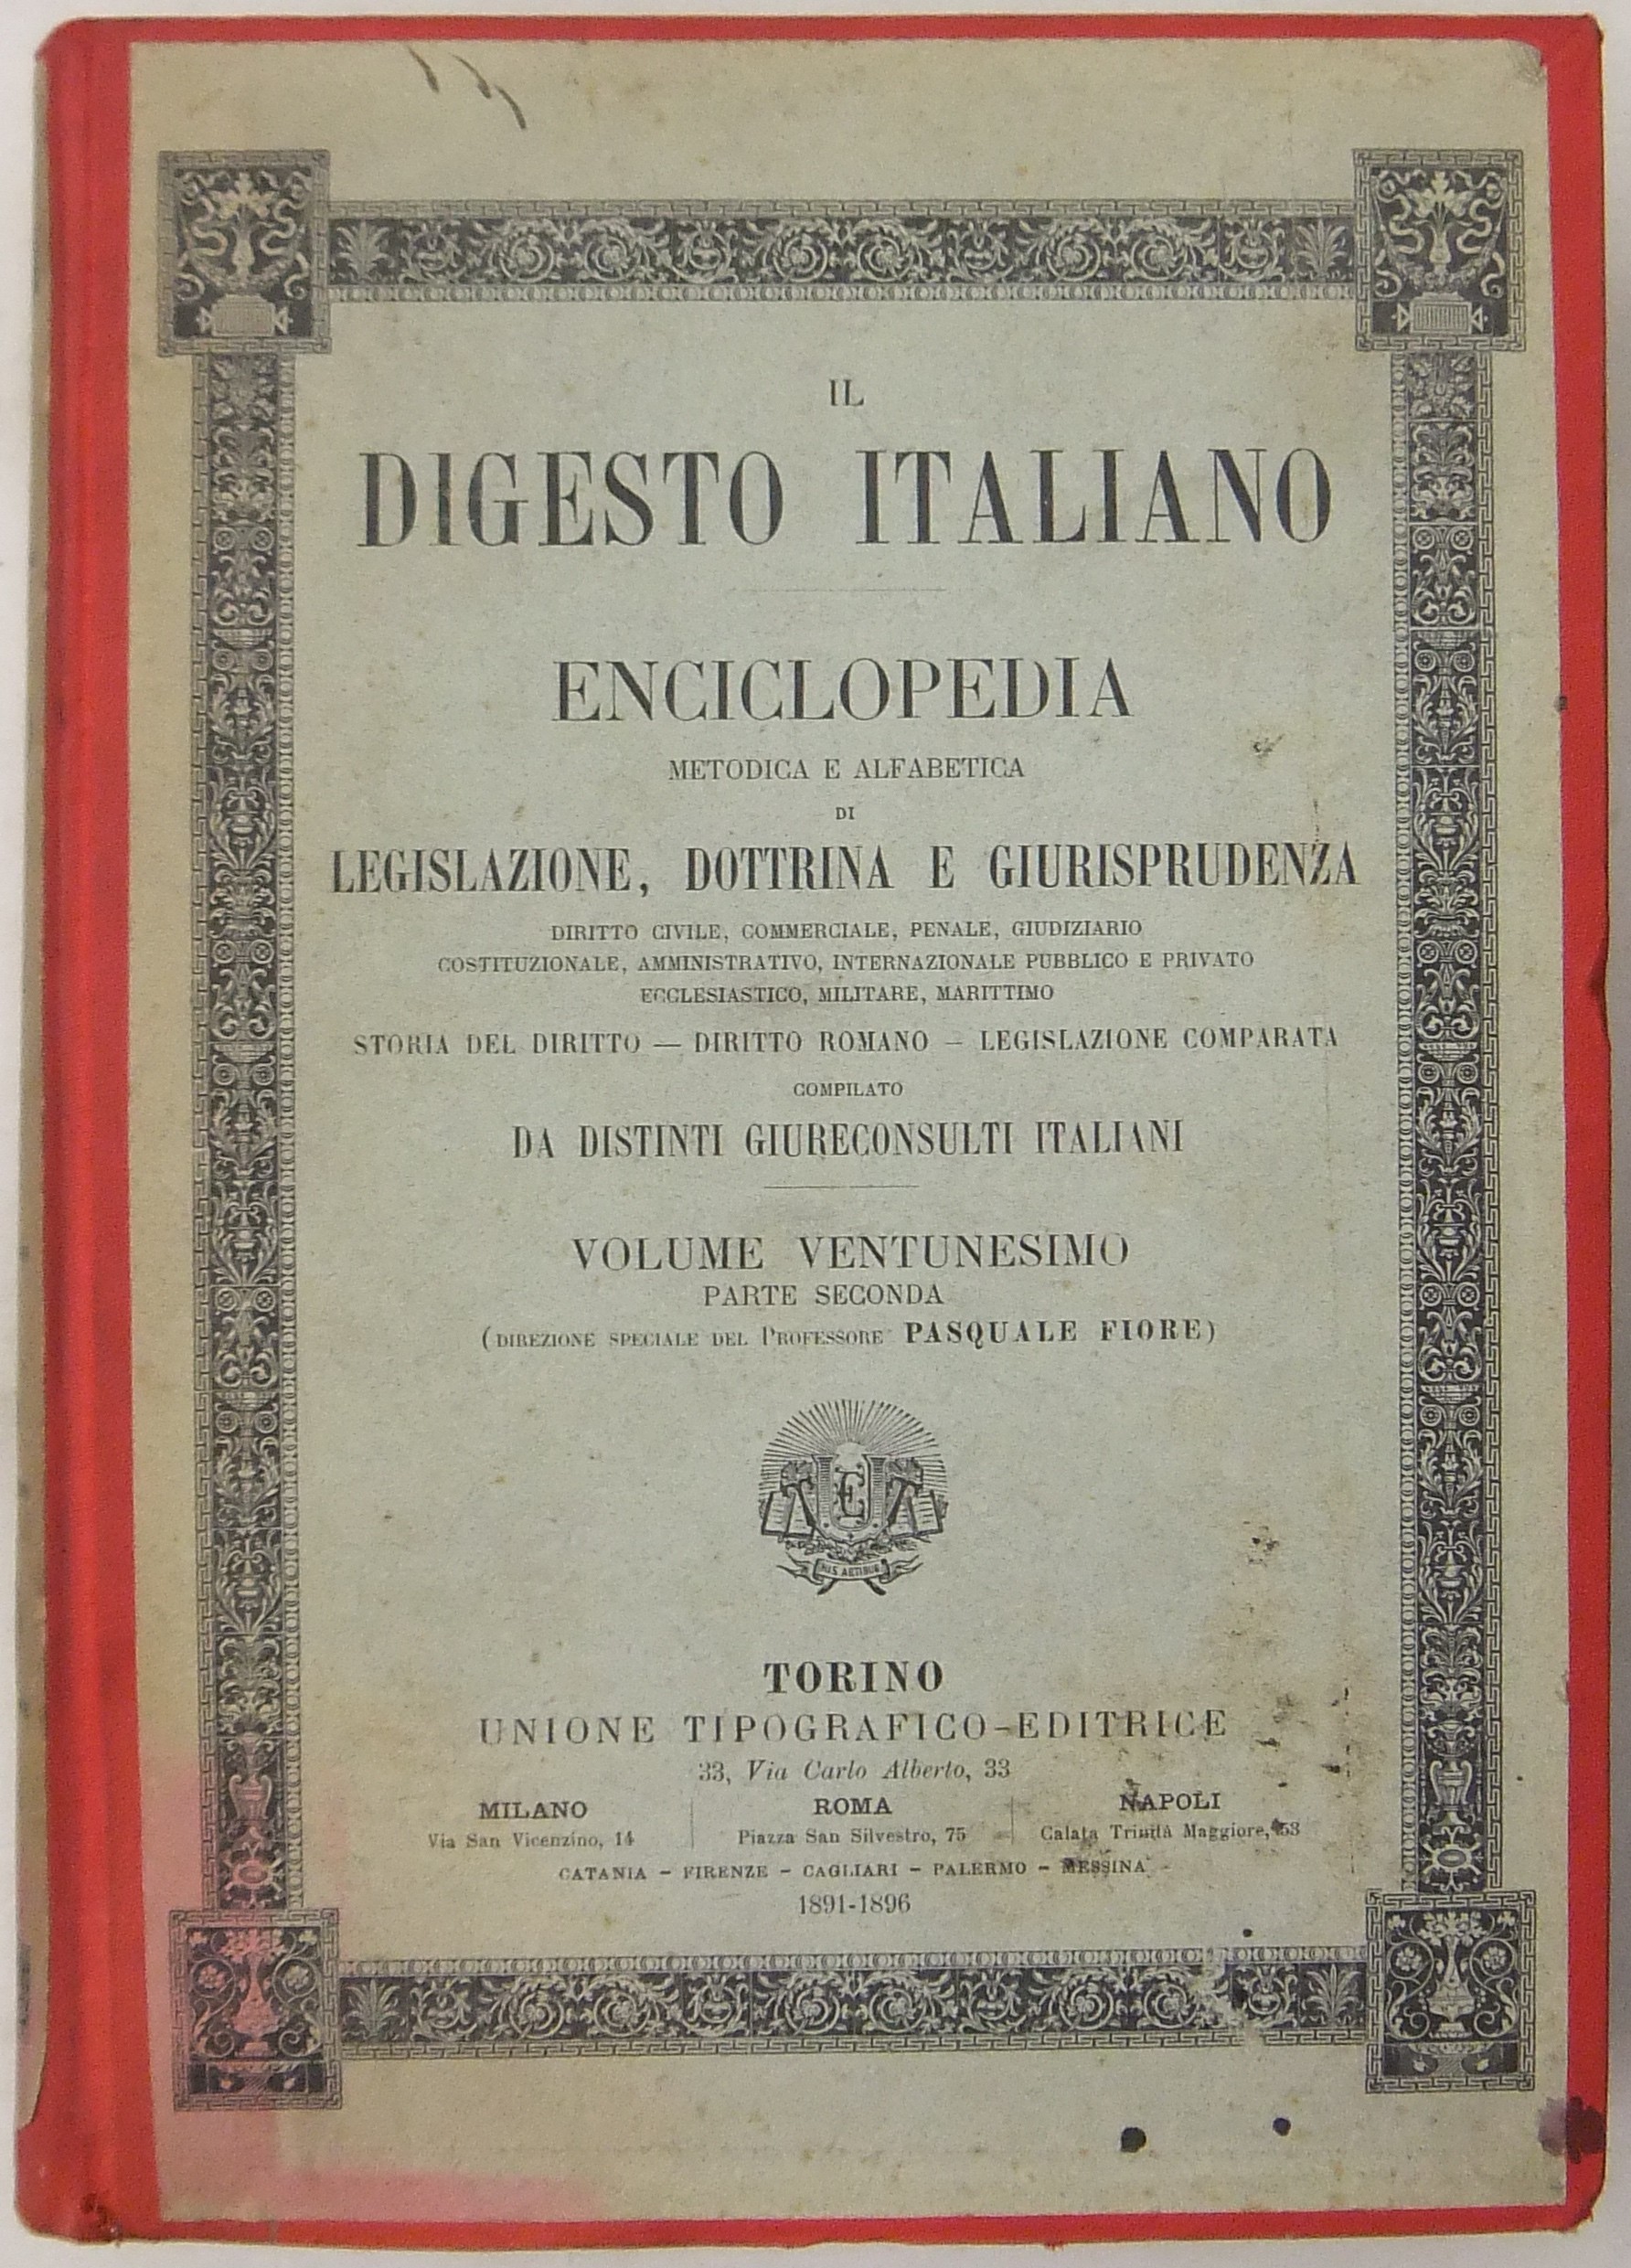 IL
DIGESTO ITALIANO
ENCICLOPEDIA
METODICA E ALFABETICA
DI
LEGISLAZIONE, DOTTRINA E GIURISPRUDENZA
DIRITTO CIVILE, COMMERCIALE, PENALE, GIUDIZIARIO
COSTITUZIONALE, AMMINISTRATIVO, INTERNAZIONALE PUBBLICO E PRIVATO
ECCLESIASTICO, MILITARE, MARITTIMO
STORIA DEL DIRITTO — DIRITTO ROMANO — LEGISLAZIONE COMPARATA
COMPILATO
DA DISTINTI GIURECONSULTI ITALIANI
VOLUME VENTUNESIMO
PARTE SECONDA
(DIREZIONE SPECIALE DEL PROFESSORE PASQUALE FIORE)
HIS ARTIBUS
TORINO
UNIONE TIPOGRAFICO-EDITRICE
33, Via Carlo Alberto, 33
MILANO ROMA NAPOLI
Via San Vicenzino, 14 Piazza San Silvestro, 75 Calata Trinità Maggiore, 53
CATANIA – FIRENZE – CAGLIARI – PALERMO – MESSINA
1891-1896